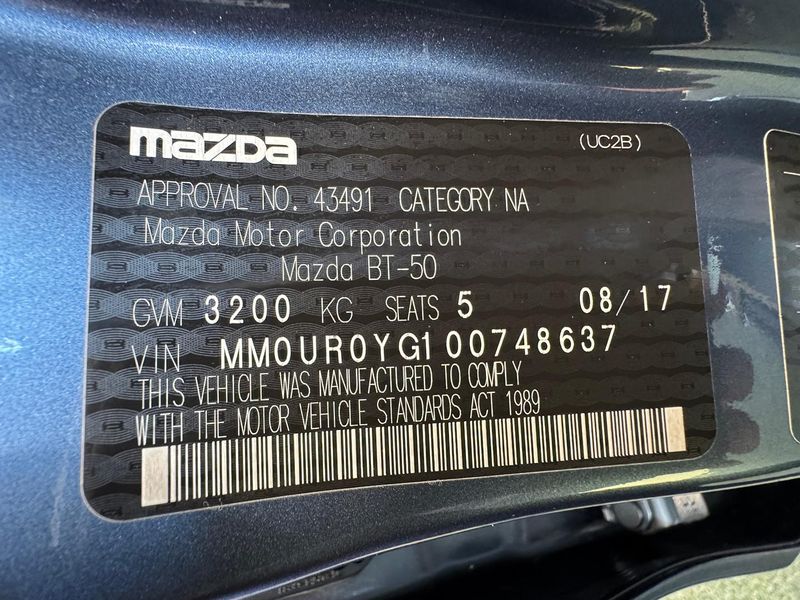 mazda (UC2B)
APPROVAL NO. 43491 CATEGORY NA
Mazda Motor Corporation
Mazda BT-50
GVM 3200 KG SEATS 5 08/17
VIN MM0UR0YG100748637
THIS VEHICLE WAS MANUFACTURED TO COMPLY
WITH THE MOTOR VEHICLE STANDARDS ACT 1989